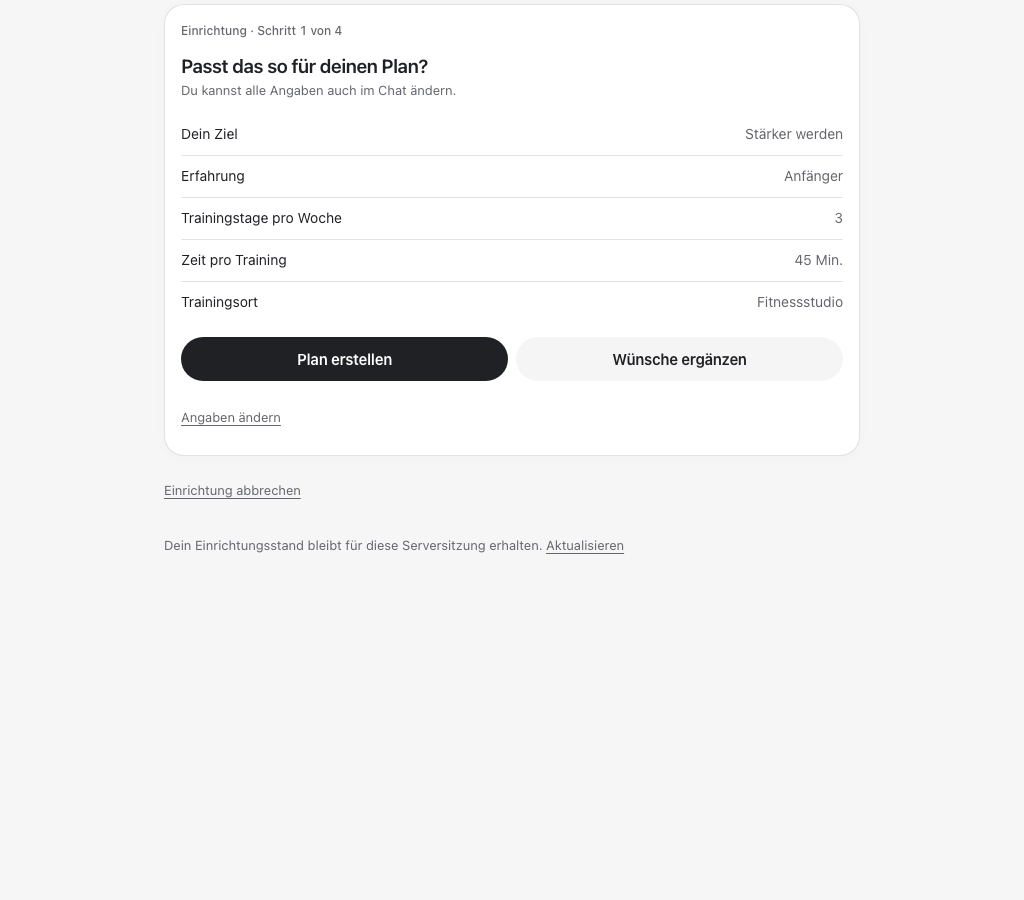 Einrichtung · Schritt 1 von 4
Passt das so für deinen Plan?
Du kannst alle Angaben auch im Chat ändern.
Dein Ziel Stärker werden
Erfahrung Anfänger
Trainingstage pro Woche 3
Zeit pro Training 45 Min.
Trainingsort Fitnessstudio
Plan erstellen Wünsche ergänzen
Angaben ändern
Einrichtung abbrechen
Dein Einrichtungsstand bleibt für diese Serversitzung erhalten. Aktualisieren